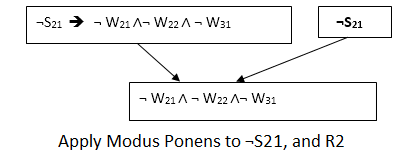 ¬S21 → ¬ W21 ∧¬ W22 ∧ ¬ W31
¬S21
¬ W21 ∧ ¬ W22 ∧¬ W31
Apply Modus Ponens to ¬S21, and R2